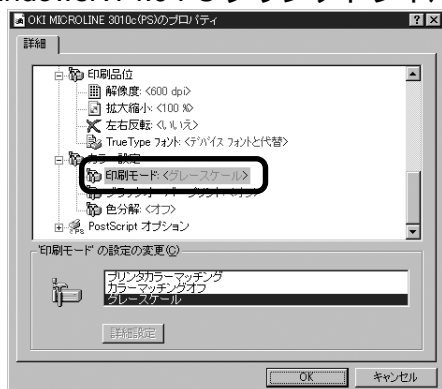 OKI MICROLINE 3010c(PS)のプロパティ
詳細
印刷品位
解像度: <600 dpi>
拡大縮小: <100 %>
左右反転: <いいえ>
TrueType フォント: <デバイス フォントと代替>
カラー設定
印刷モード: <グレースケール>
色分解: <オフ>
PostScript オプション
'印刷モード' の設定の変更(C)
プリンタカラーマッチング
カラーマッチングオフ
グレースケール
詳細設定
OK キャンセル